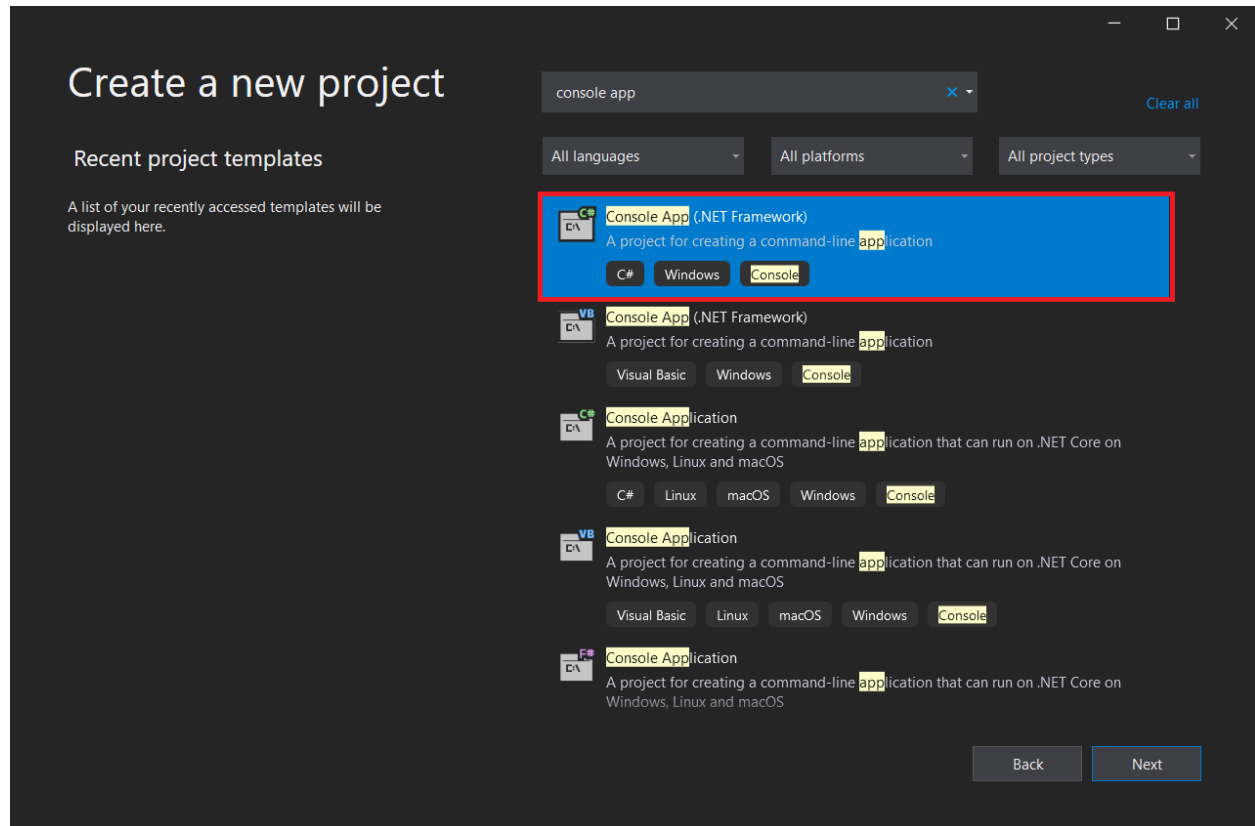 Create a new project
console app
Clear all
Recent project templates
All languages
All platforms
All project types
A list of your recently accessed templates will be
displayed here.
C#
C:\
Console App (.NET Framework)
A project for creating a command-line application
C# Windows Console
VB
C:\
Console App (.NET Framework)
A project for creating a command-line application
Visual Basic Windows Console
C#
C:\
Console Application
A project for creating a command-line application that can run on .NET Core on
Windows, Linux and macOS
C# Linux macOS Windows Console
VB
C:\
Console Application
A project for creating a command-line application that can run on .NET Core on
Windows, Linux and macOS
Visual Basic Linux macOS Windows Console
F#
C:\
Console Application
A project for creating a command-line application that can run on .NET Core on
Windows, Linux and macOS
Back
Next